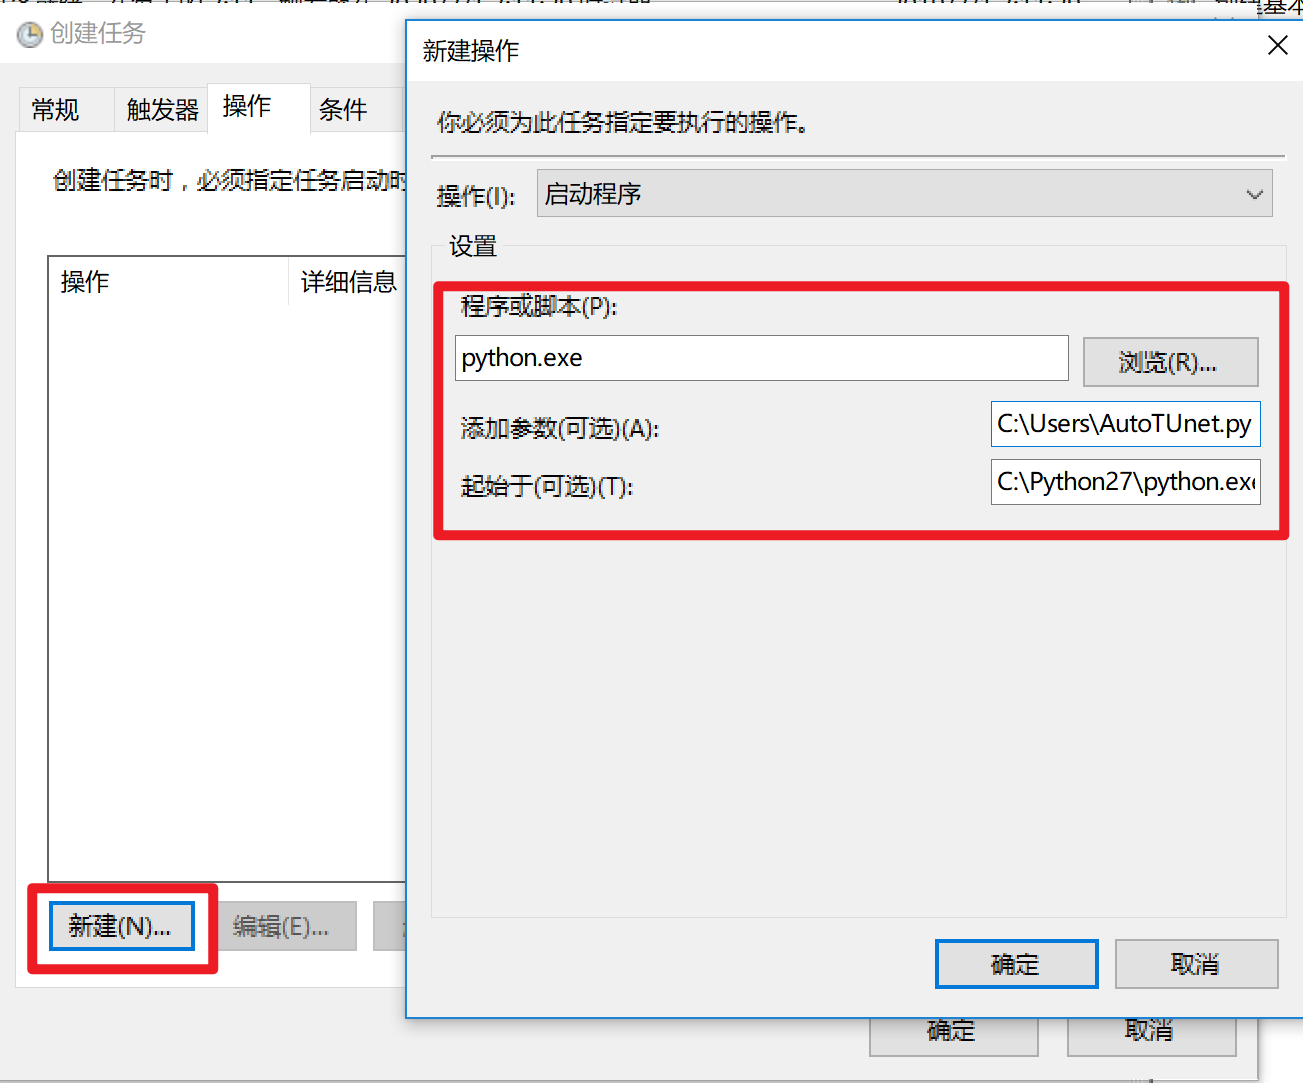 创建任务
常规
触发器
操作
条件
创建任务时，必须指定任务启动时
操作
详细信息
新建(N)...
编辑(E)...
新建操作
你必须为此任务指定要执行的操作。
操作(I):
启动程序
设置
程序或脚本(P):
python.exe
浏览(R)...
添加参数(可选)(A):
C:\Users\AutoTUnet.py
起始于(可选)(T):
C:\Python27\python.exe
确定
取消
确定
取消